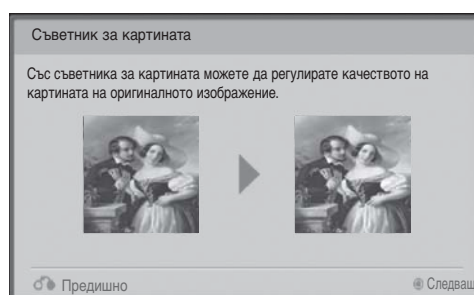 Съветник за картината
Със съветника за картината можете да регулирате качеството на
картината на оригиналното изображение.
Предишно
Следващ